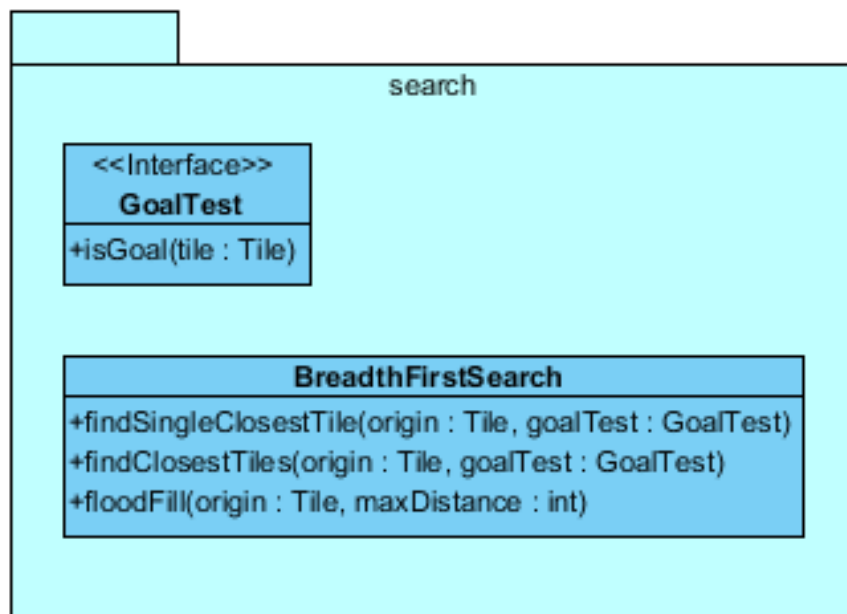 search
<<Interface>>
GoalTest
+isGoal(tile : Tile)
BreadthFirstSearch
+findSingleClosestTile(origin : Tile, goalTest : GoalTest)
+findClosestTiles(origin : Tile, goalTest : GoalTest)
+floodFill(origin : Tile, maxDistance : int)